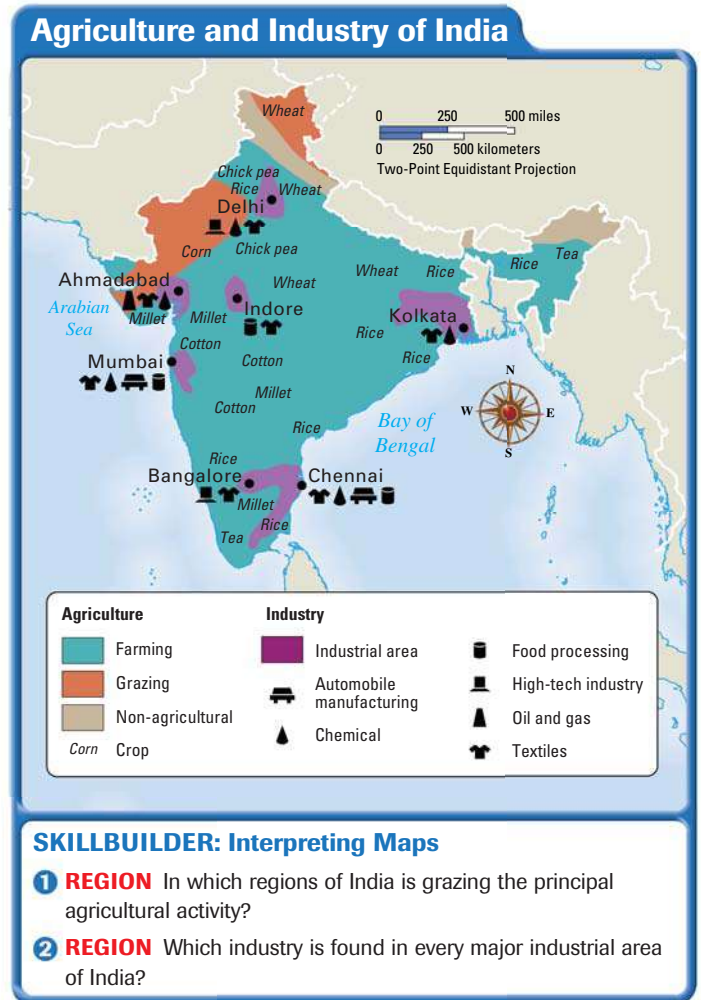 Agriculture and Industry of India
Wheat
0 250 500 miles
0 250 500 kilometers
Two-Point Equidistant Projection
Chick pea
Rice Wheat
Delhi
Corn Chick pea
Wheat Rice Rice Tea
Ahmadabad Wheat
Arabian
Sea
Millet Millet Indore Kolkata
Cotton Rice
Mumbai Cotton Rice
Millet
Cotton
Rice
Bay of
Bengal
N
W E
S
Rice
Bangalore Chennai
Millet
Rice
Tea
Agriculture
Farming
Grazing
Non-agricultural
Corn Crop
Industry
Industrial area
Automobile
manufacturing
Chemical
Food processing
High-tech industry
Oil and gas
Textiles
SKILLBUILDER: Interpreting Maps
1 REGION In which regions of India is grazing the principal
agricultural activity?
2 REGION Which industry is found in every major industrial area
of India?